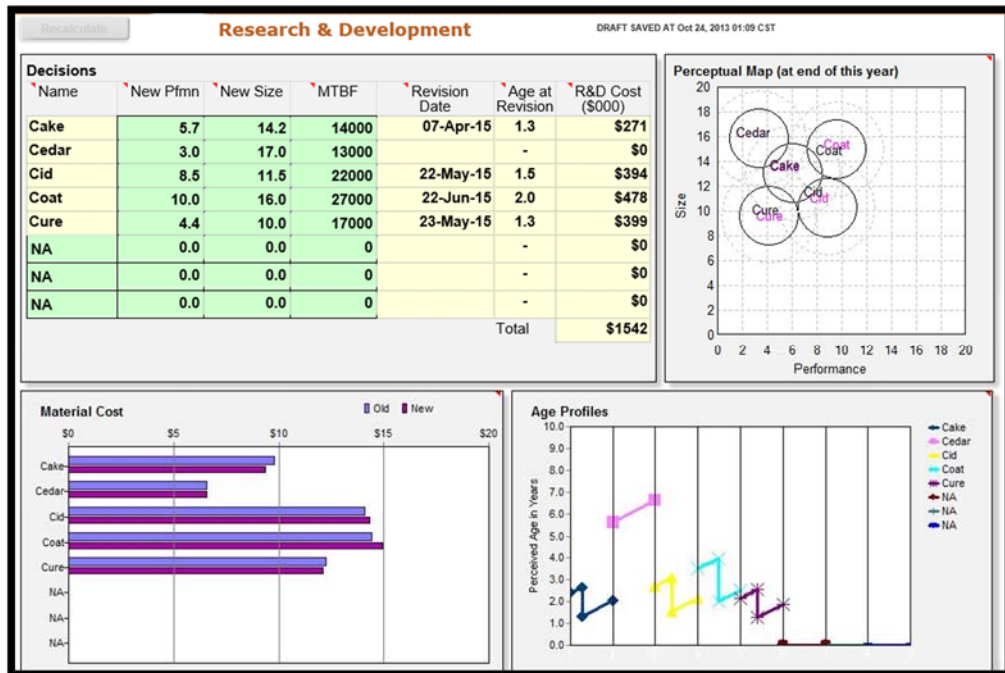 Recalculate
Research & Development
DRAFT SAVED AT Oct 24, 2013 01:09 CST
Decisions
Name New Pfmn New Size MTBF Revision Date Age at Revision R&D Cost ($000)
Cake 5.7 14.2 14000 07-Apr-15 1.3 $271
Cedar 3.0 17.0 13000 - $0
Cid 8.5 11.5 22000 22-May-15 1.5 $394
Coat 10.0 16.0 27000 22-Jun-15 2.0 $478
Cure 4.4 10.0 17000 23-May-15 1.3 $399
NA 0.0 0.0 0 - $0
NA 0.0 0.0 0 - $0
NA 0.0 0.0 0 - $0
Total $1542
Perceptual Map (at end of this year)
20
18
16
14
12
10
8
6
4
2
0
Size
Cedar
Coat
Coat
Cake
Cid
Cid
Cure
Cure
0 2 4 6 8 10 12 14 16 18 20
Performance
Material Cost
Old New
$0 $5 $10 $15 $20
Cake
Cedar
Cid
Coat
Cure
NA
NA
NA
Age Profiles
10.0
9.0
8.0
7.0
6.0
5.0
4.0
3.0
2.0
1.0
0.0
Perceived Age in Years
Cake
Cedar
Cid
Coat
Cure
NA
NA
NA